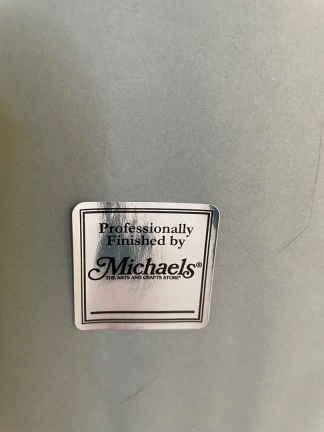 Professionally
Finished by
Michaels®
THE ARTS AND CRAFTS STORE®